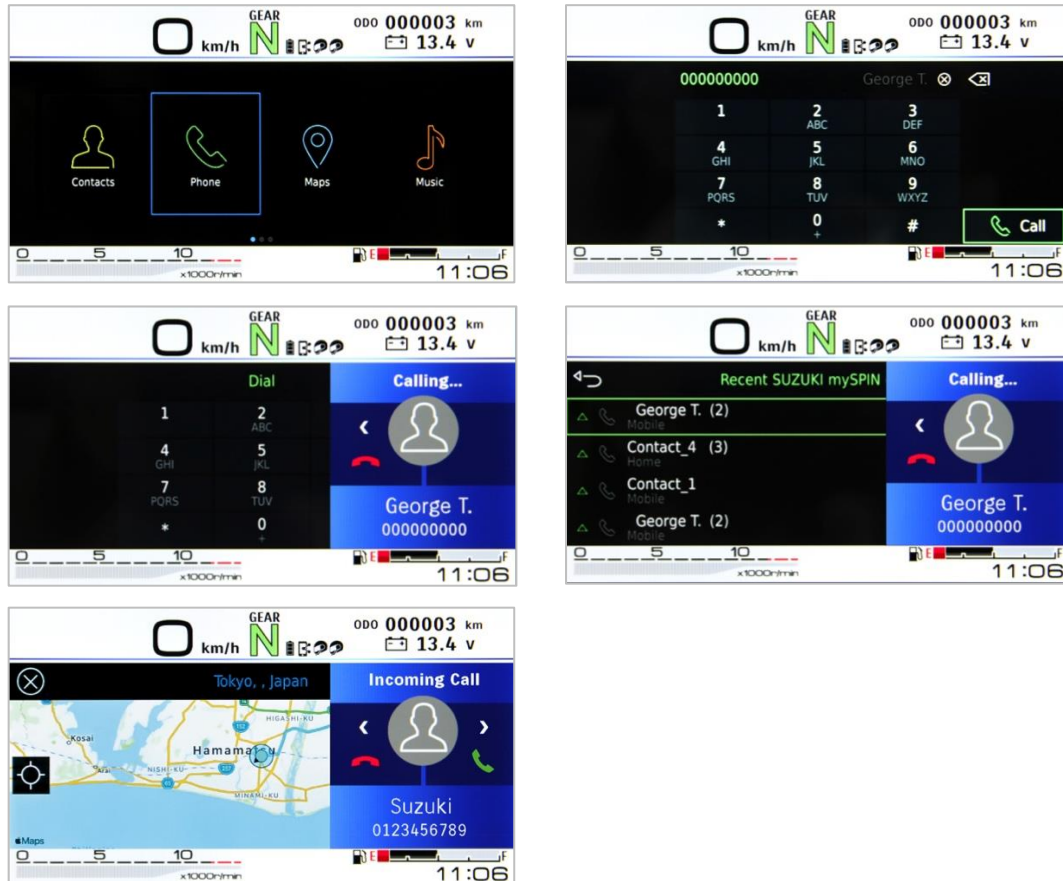 GEAR
0 km/h N
ODO 000003 km
13.4 V
Contacts Phone Maps Music
0 5 10
x1000r/min
E F
11:06
GEAR
0 km/h N
ODO 000003 km
13.4 V
000000000 George T.
1 2 3
ABC DEF
4 5 6
GHI JKL MNO
7 8 9
PQRS TUV WXYZ
* 0 #
+
Call
0 5 10
x1000r/min
E F
11:06
GEAR
0 km/h N
ODO 000003 km
13.4 V
Dial
1 2
ABC
4 5
GHI JKL
7 8
PQRS TUV
* 0
+
Calling...
George T.
000000000
0 5 10
x1000r/min
E F
11:06
GEAR
0 km/h N
ODO 000003 km
13.4 V
Recent SUZUKI mySPIN
George T. (2)
Mobile
Contact_4 (3)
Home
Contact_1
Mobile
George T. (2)
Mobile
Calling...
George T.
000000000
0 5 10
x1000r/min
E F
11:06
GEAR
0 km/h N
ODO 000003 km
13.4 V
Tokyo, , Japan
HIGASHI-KU
152
Kosai
Hamamatsu
Arai
NISHI-KU
257
MINAMI-KU
Maps
Incoming Call
Suzuki
0123456789
0 5 10
x1000r/min
E F
11:06